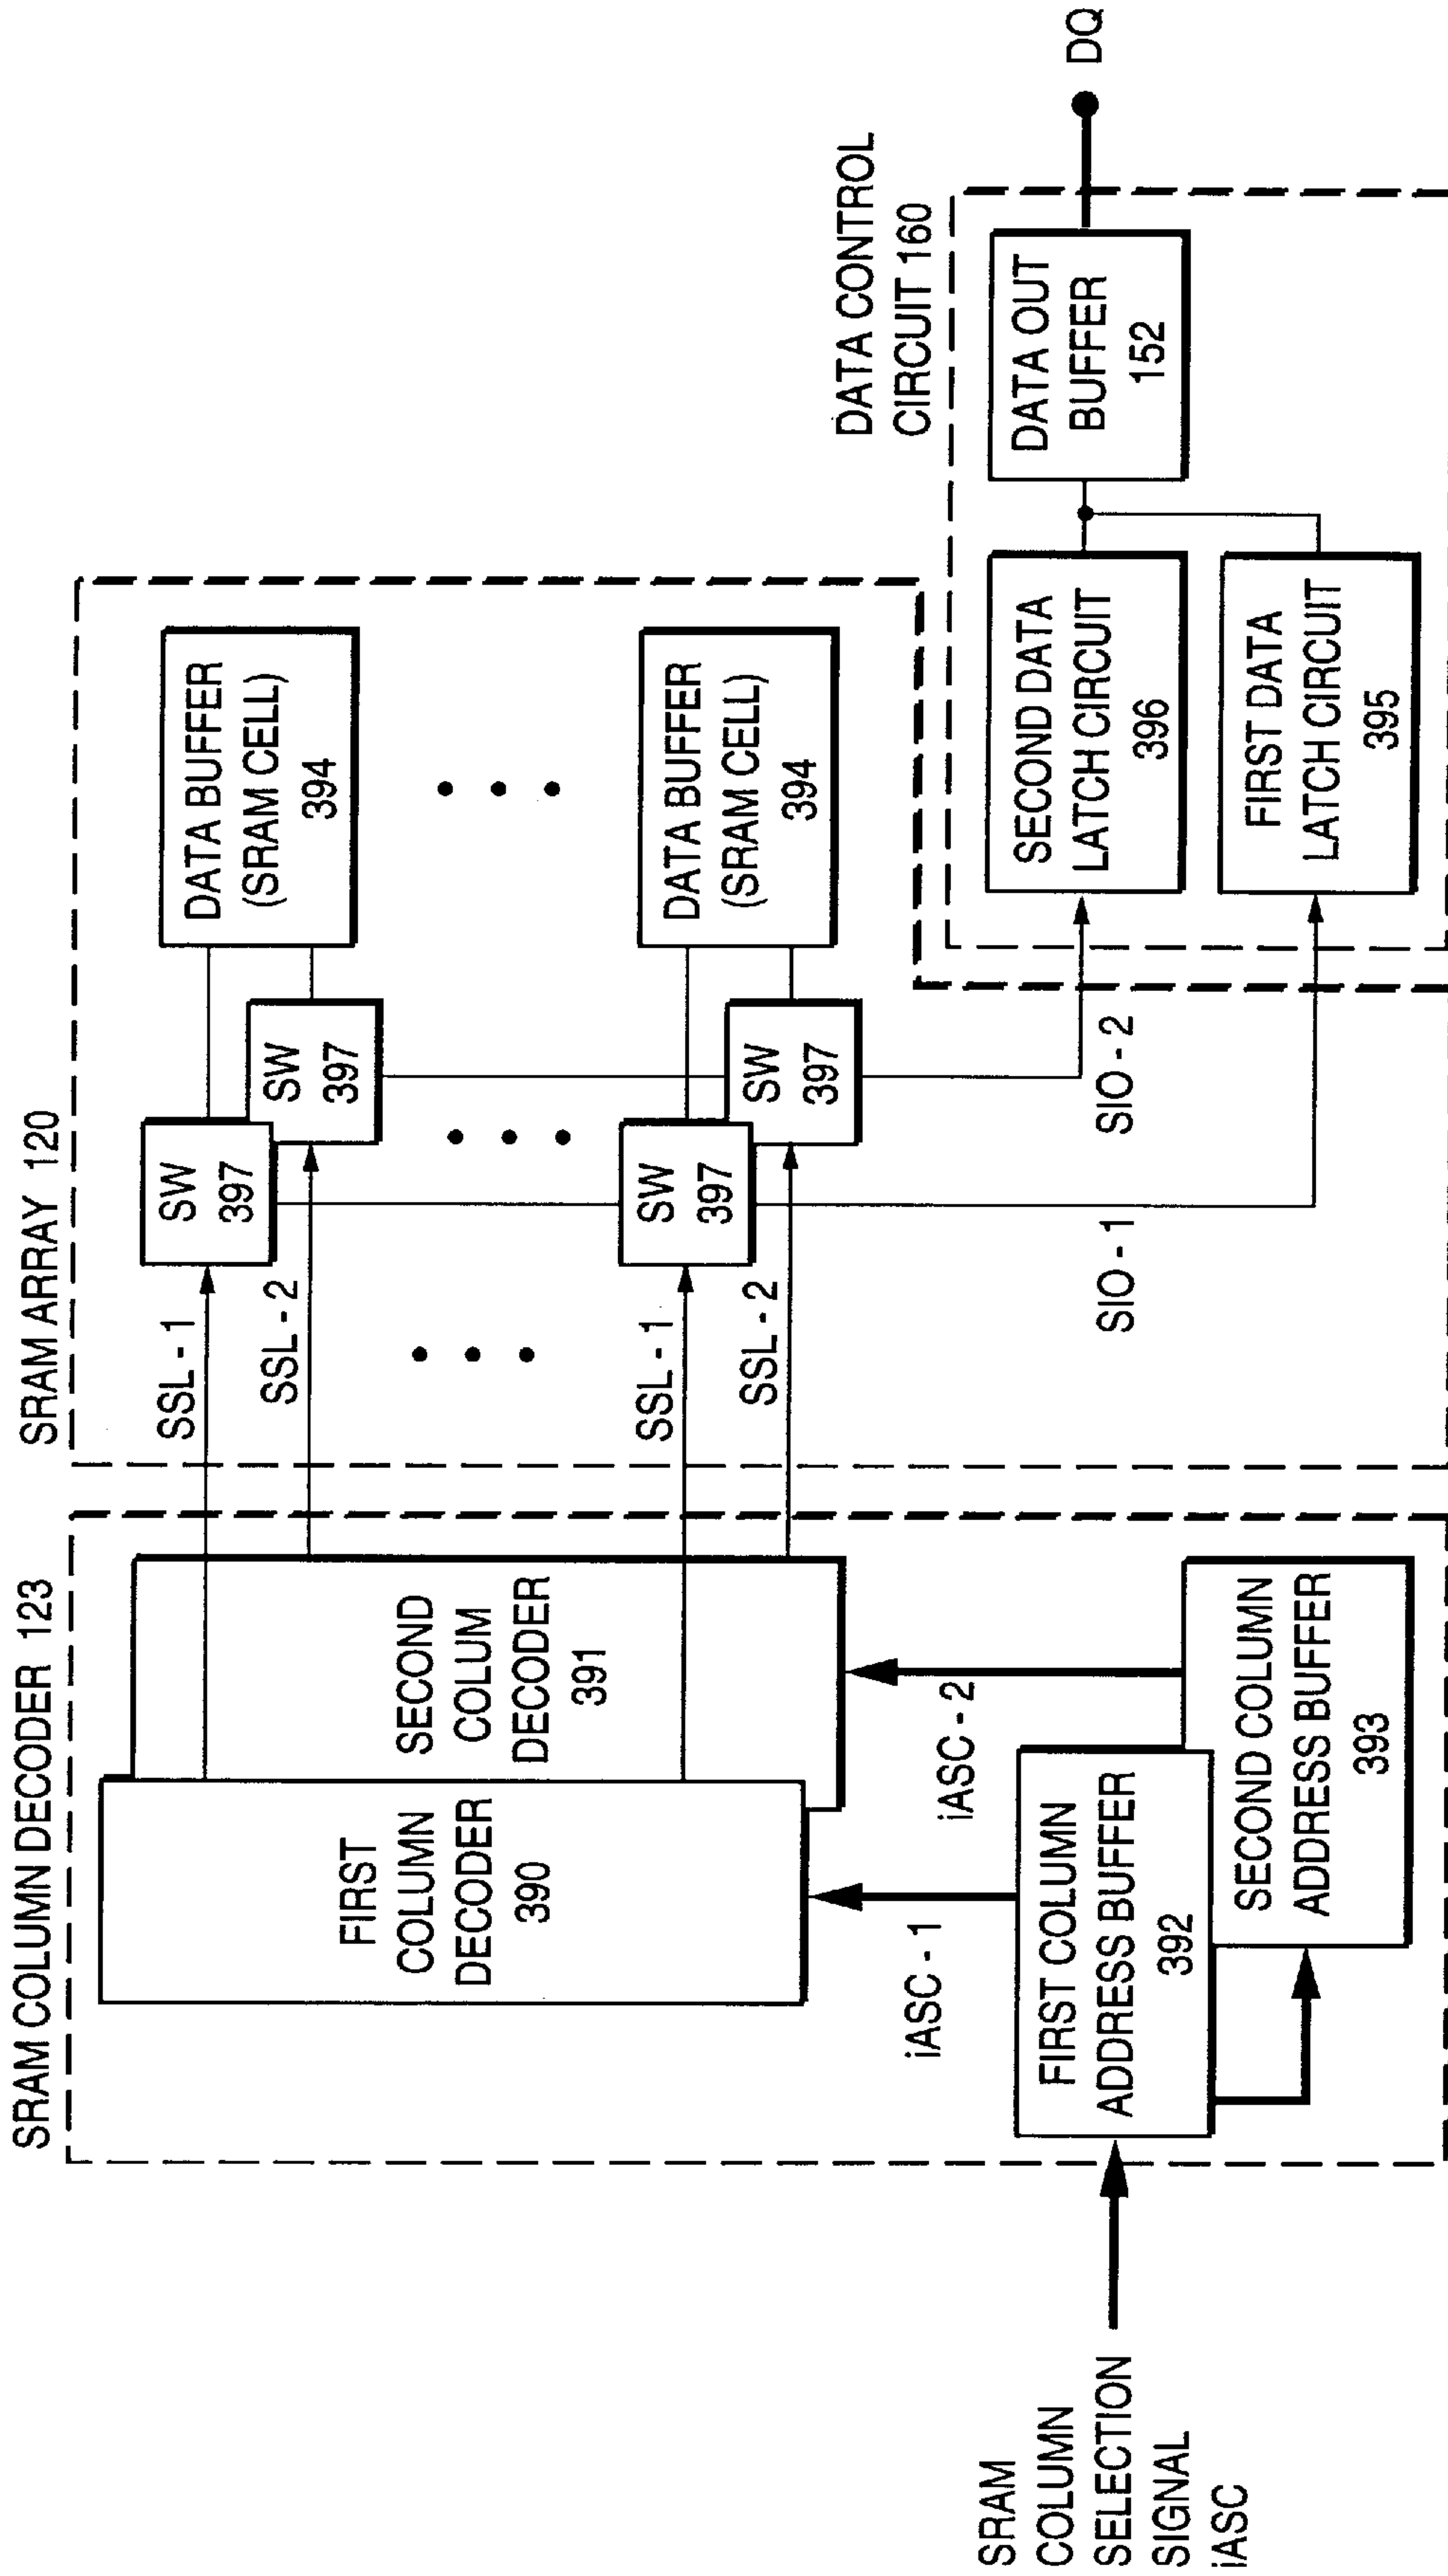 SRAM COLUMN DECODER 123
FIRST
COLUMN
DECODER
390
SECOND
COLUM
DECODER
391
iASC - 1
iASC - 2
FIRST COLUMN
ADDRESS BUFFER
392
SECOND COLUMN
ADDRESS BUFFER
393
SRAM
COLUMN
SELECTION
SIGNAL
iASC
SRAM ARRAY 120
SSL - 1
SSL - 2
SW
397
SW
397
DATA BUFFER
(SRAM CELL)
394
SSL - 1
SSL - 2
SW
397
SW
397
DATA BUFFER
(SRAM CELL)
394
SIO - 1
SIO - 2
DATA CONTROL
CIRCUIT 160
SECOND DATA
LATCH CIRCUIT
396
FIRST DATA
LATCH CIRCUIT
395
DATA OUT
BUFFER
152
DQ